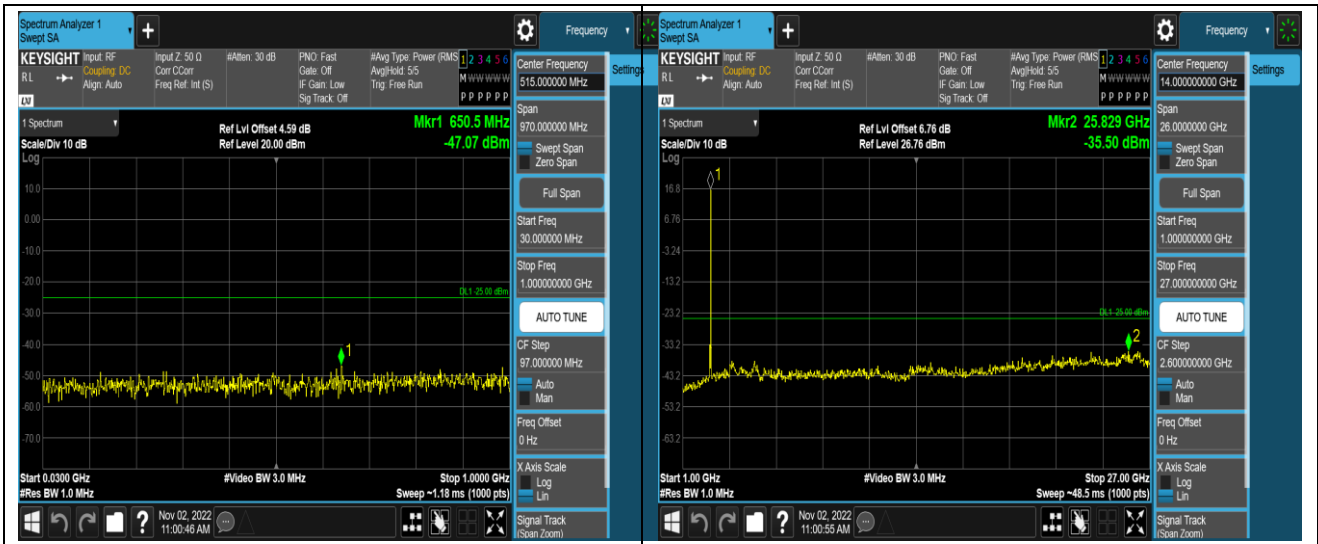 Spectrum Analyzer 1
Swept SA
Frequency
KEYSIGHT
RL
LXI
Input: RF
Coupling: DC
Align: Auto
Input Z: 50 Ω
Corr CCorr
Freq Ref: Int (S)
#Atten: 30 dB
PNO: Fast
Gate: Off
IF Gain: Low
Sig Track: Off
#Avg Type: Power (RMS
Avg|Hold: 5/5
Trig: Free Run
1 2 3 4 5 6
M W W W W W
P P P P P P
1 Spectrum
Scale/Div 10 dB
Log
Ref Lvl Offset 4.59 dB
Ref Level 20.00 dBm
Mkr1 650.5 MHz
-47.07 dBm
10.0
0.00
-10.0
-20.0
DL1 -25.00 dBm
-30.0
-40.0
1
-50.0
-60.0
-70.0
Start 0.0300 GHz
#Res BW 1.0 MHz
#Video BW 3.0 MHz
Stop 1.0000 GHz
Sweep ~1.18 ms (1000 pts)
Nov 02, 2022
11:00:46 AM
Center Frequency
515.000000 MHz
Settings
Span
970.000000 MHz
Swept Span
Zero Span
Full Span
Start Freq
30.000000 MHz
Stop Freq
1.000000000 GHz
AUTO TUNE
CF Step
97.000000 MHz
Auto
Man
Freq Offset
0 Hz
X Axis Scale
Log
Lin
Signal Track
(Span Zoom)
Spectrum Analyzer 1
Swept SA
Frequency
KEYSIGHT
RL
LXI
Input: RF
Coupling: DC
Align: Auto
Input Z: 50 Ω
Corr CCorr
Freq Ref: Int (S)
#Atten: 30 dB
PNO: Fast
Gate: Off
IF Gain: Low
Sig Track: Off
#Avg Type: Power (RMS
Avg|Hold: 5/5
Trig: Free Run
1 2 3 4 5 6
M W W W W W
P P P P P P
1 Spectrum
Scale/Div 10 dB
Log
Ref Lvl Offset 6.76 dB
Ref Level 26.76 dBm
Mkr2 25.829 GHz
-35.50 dBm
1
16.8
6.76
-3.24
-13.2
-23.2
DL1 -25.00 dBm
-33.2
2
-43.2
-53.2
-63.2
Start 1.00 GHz
#Res BW 1.0 MHz
#Video BW 3.0 MHz
Stop 27.00 GHz
Sweep ~48.5 ms (1000 pts)
Nov 02, 2022
11:00:55 AM
Center Frequency
14.000000000 GHz
Settings
Span
26.0000000 GHz
Swept Span
Zero Span
Full Span
Start Freq
1.000000000 GHz
Stop Freq
27.000000000 GHz
AUTO TUNE
CF Step
2.600000000 GHz
Auto
Man
Freq Offset
0 Hz
X Axis Scale
Log
Lin
Signal Track
(Span Zoom)